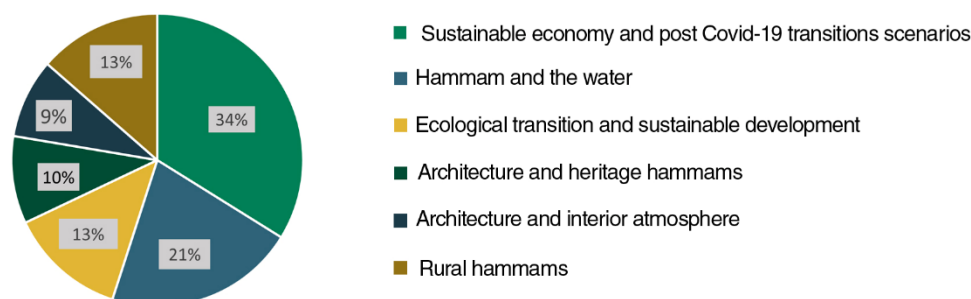 13%
34%
9%
10%
13%
21%
Sustainable economy and post Covid-19 transitions scenarios
Hammam and the water
Ecological transition and sustainable development
Architecture and heritage hammams
Architecture and interior atmosphere
Rural hammams